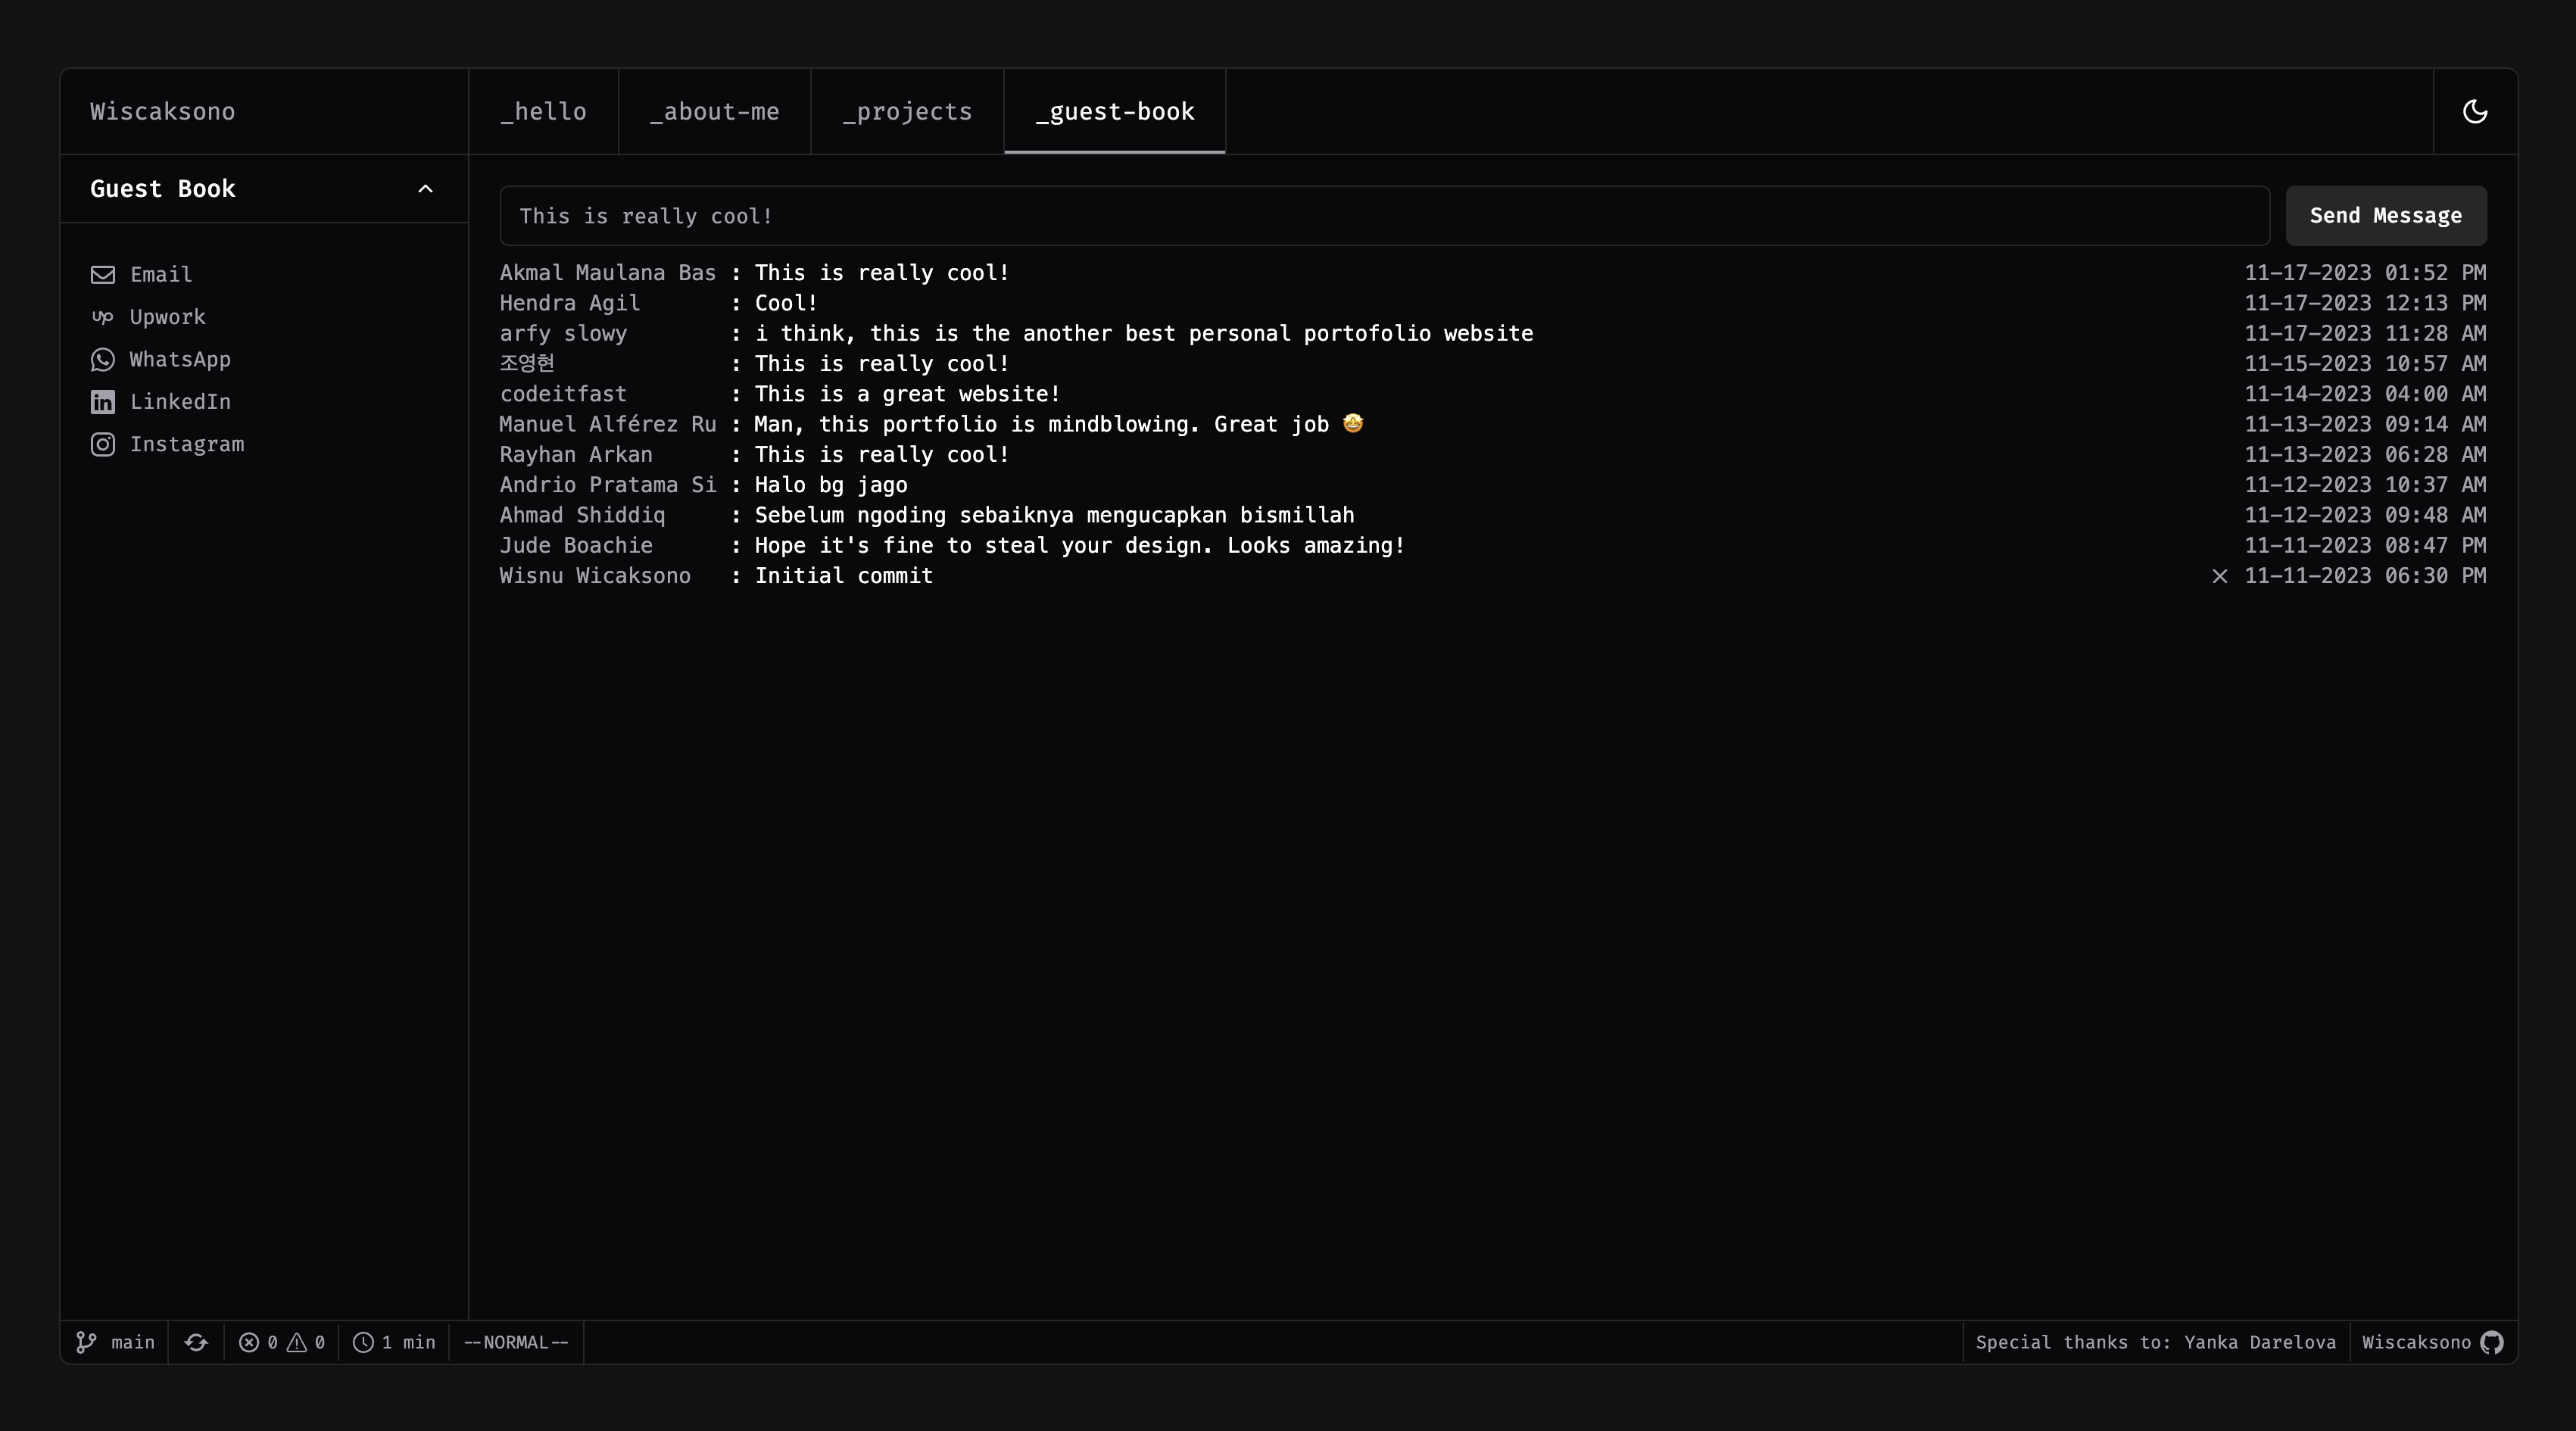 Wiscaksono
_hello
_about-me
_projects
_guest-book
Guest Book
Email
Upwork
WhatsApp
LinkedIn
Instagram
This is really cool!
Send Message
Akmal Maulana Bas : This is really cool! 11-17-2023 01:52 PM
Hendra Agil : Cool! 11-17-2023 12:13 PM
arfy slowy : i think, this is the another best personal portofolio website 11-17-2023 11:28 AM
조영현 : This is really cool! 11-15-2023 10:57 AM
codeitfast : This is a great website! 11-14-2023 04:00 AM
Manuel Alférez Ru : Man, this portfolio is mindblowing. Great job 🤩 11-13-2023 09:14 AM
Rayhan Arkan : This is really cool! 11-13-2023 06:28 AM
Andrio Pratama Si : Halo bg jago 11-12-2023 10:37 AM
Ahmad Shiddiq : Sebelum ngoding sebaiknya mengucapkan bismillah 11-12-2023 09:48 AM
Jude Boachie : Hope it's fine to steal your design. Looks amazing! 11-11-2023 08:47 PM
Wisnu Wicaksono : Initial commit 11-11-2023 06:30 PM
main 0 0 1 min --NORMAL-- Special thanks to: Yanka Darelova Wiscaksono